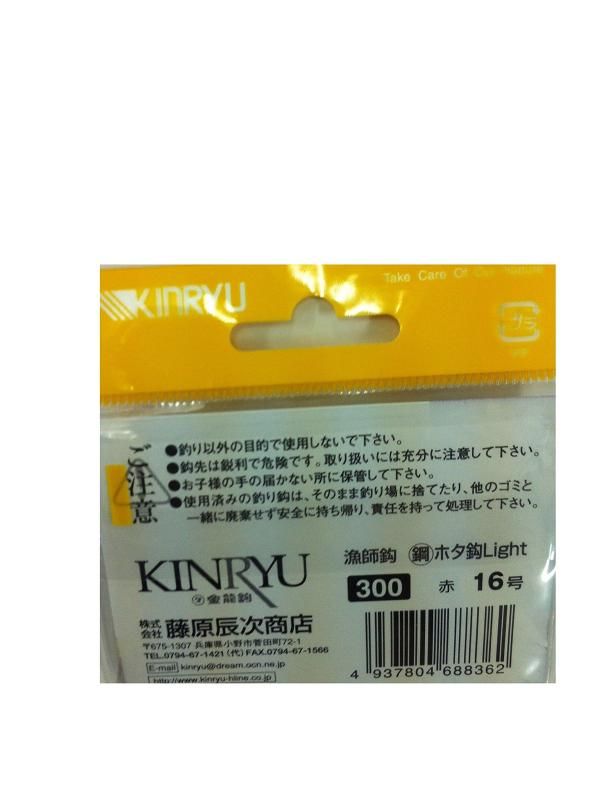 KINRYU
Take Care Of Our Nature
プラ
ご注意
●釣り以外の目的で使用しないで下さい。
●鈎先は鋭利で危険です。取り扱いには充分に注意して下さい。
●お子様の手の届かない所に保管して下さい。
●使用済みの釣り鈎は、そのまま釣り場に捨てたり、他のゴミと
一緒に廃棄せず安全に持ち帰り、責任を持って処理して下さい。
KINRYU
金龍鈎
漁師鈎 ㊎ホタ鈎Light
300 赤 16号
株式会社 藤原辰次商店
〒675-1307 兵庫県小野市菅田町72-1
TEL.0794-67-1421(代)FAX.0794-67-1566
E-mail kinryu@dream.ocn.ne.jp
http://www.kinryu-hline.co.jp
4 937804 688362